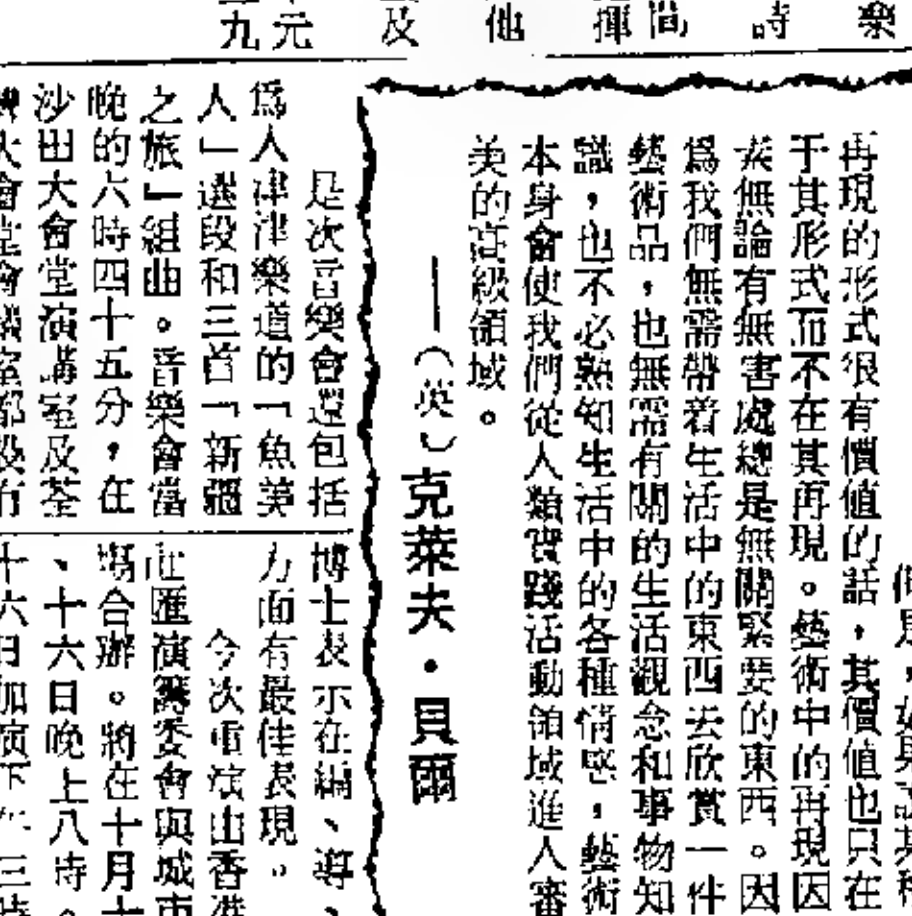 樂
時
揮間
他
及
九元
但是，如果說某種
再現的形式很有價值的話，其價值也只在
于其形式而不在其再現。藝術中的再現因
素無論有無害處總是無關緊要的東西。因
爲我們無需帶着生活中的東西去欣賞一件
藝術品，也無需有關的生活觀念和事物知
識，也不必熟知生活中的各種情感，藝術
本身會使我們從人類實踐活動領域進入審
美的高級領域。
——（英）克萊夫·貝爾
是次音樂會還包括
爲人津津樂道的「魚美
人」選段和三首「新疆
之旅」組曲。音樂會當
晚的六時四十五分，在
沙田大會堂演講室及荃
灣大會堂會議室都設有
博士表示在編、導、
方面有最佳表現。
今次重演由香港
匯演籌委會與城市
場合辦。將在十月十
、十六日晚上八時。
十六日加演下午三時